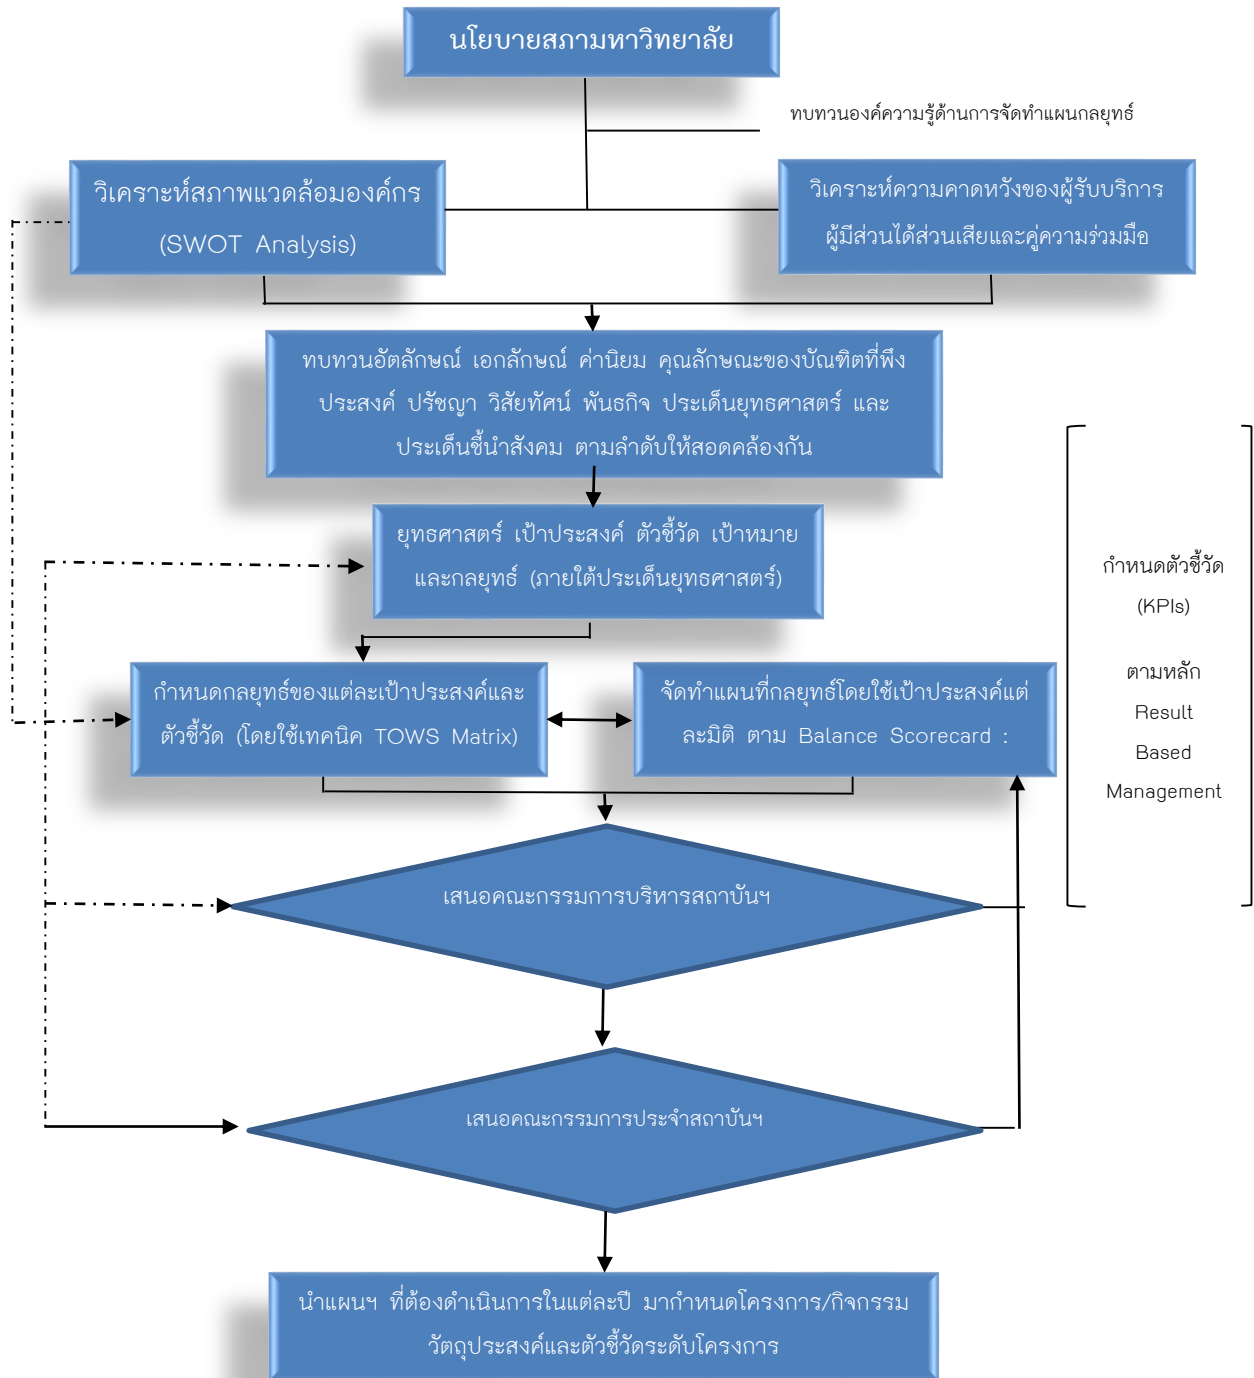 นโยบายสภามหาวิทยาลัย
ทบทวนองค์ความรู้ด้านการจัดทำแผนกลยุทธ์
วิเคราะห์สภาพแวดล้อมองค์กร
(SWOT Analysis)
วิเคราะห์ความคาดหวังของผู้รับบริการ
ผู้มีส่วนได้ส่วนเสียและคู่ความร่วมมือ
ทบทวนอัตลักษณ์ เอกลักษณ์ ค่านิยม คุณลักษณะของบัณฑิตที่พึง
ประสงค์ ปรัชญา วิสัยทัศน์ พันธกิจ ประเด็นยุทธศาสตร์ และ
ประเด็นชี้นำสังคม ตามลำดับให้สอดคล้องกัน
ยุทธศาสตร์ เป้าประสงค์ ตัวชี้วัด เป้าหมาย
และกลยุทธ์ (ภายใต้ประเด็นยุทธศาสตร์)
กำหนดกลยุทธ์ของแต่ละเป้าประสงค์และ
ตัวชี้วัด (โดยใช้เทคนิค TOWS Matrix)
จัดทำแผนที่กลยุทธ์โดยใช้เป้าประสงค์แต่
ละมิติ ตาม Balance Scorecard :
กำหนดตัวชี้วัด
(KPIs)
ตามหลัก
Result
Based
Management
เสนอคณะกรรมการบริหารสถาบันฯ
เสนอคณะกรรมการประจำสถาบันฯ
นำแผนฯ ที่ต้องดำเนินการในแต่ละปี มากำหนดโครงการ/กิจกรรม
วัตถุประสงค์และตัวชี้วัดระดับโครงการ